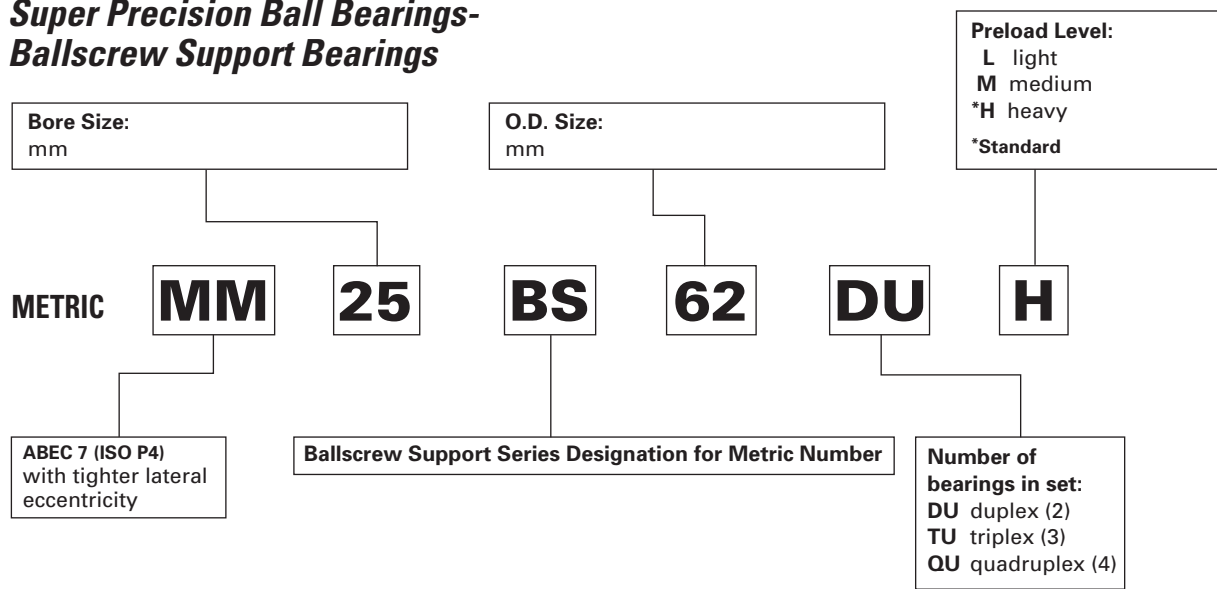 Super Precision Ball Bearings-
Ballscrew Support Bearings
Preload Level:
L light
M medium
*H heavy
*Standard
Bore Size:
mm
O.D. Size:
mm
METRIC MM 25 BS 62 DU H
ABEC 7 (ISO P4)
with tighter lateral
eccentricity
Ballscrew Support Series Designation for Metric Number
Number of
bearings in set:
DU duplex (2)
TU triplex (3)
QU quadruplex (4)